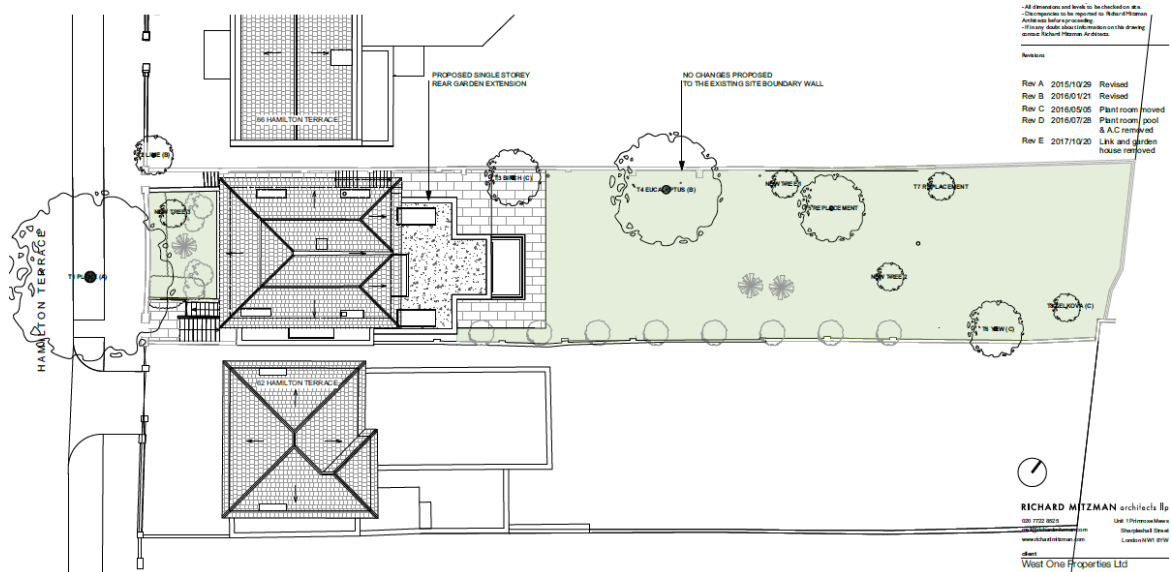 - All dimensions and levels to be checked on site.
- Discrepancies to be reported to Richard Mitzman
Architects before proceeding.
- If in any doubt about information on this drawing
contact Richard Mitzman Architects.
Revisions
Rev A 2015/10/29 Revised
Rev B 2016/01/21 Revised
Rev C 2016/05/05 Plant room moved
Rev D 2016/07/28 Plant room, pool
& A.C removed
Rev E 2017/10/20 Link and garden
house removed
PROPOSED SINGLE STOREY
REAR GARDEN EXTENSION
NO CHANGES PROPOSED
TO THE EXISTING SITE BOUNDARY WALL
66 HAMILTON TERRACE
LIME (B)
T3 BIRCH (C)
T4 EUCALYPTUS (B)
NEW TREE 1
REPLACEMENT
T7 REPLACEMENT
NEW TREE 3
T1 PLANE (A)
HAMILTON TERRACE
NEW TREE 2
ZELKOVA (C)
T6 YEW (C)
62 HAMILTON TERRACE
RICHARD MITZMAN architects llp
020 7722 8525
www.richardmitzman.com
Unit 1 Primrose Mews
Sharpleshall Street
London NW1 8YW
client
West One Properties Ltd